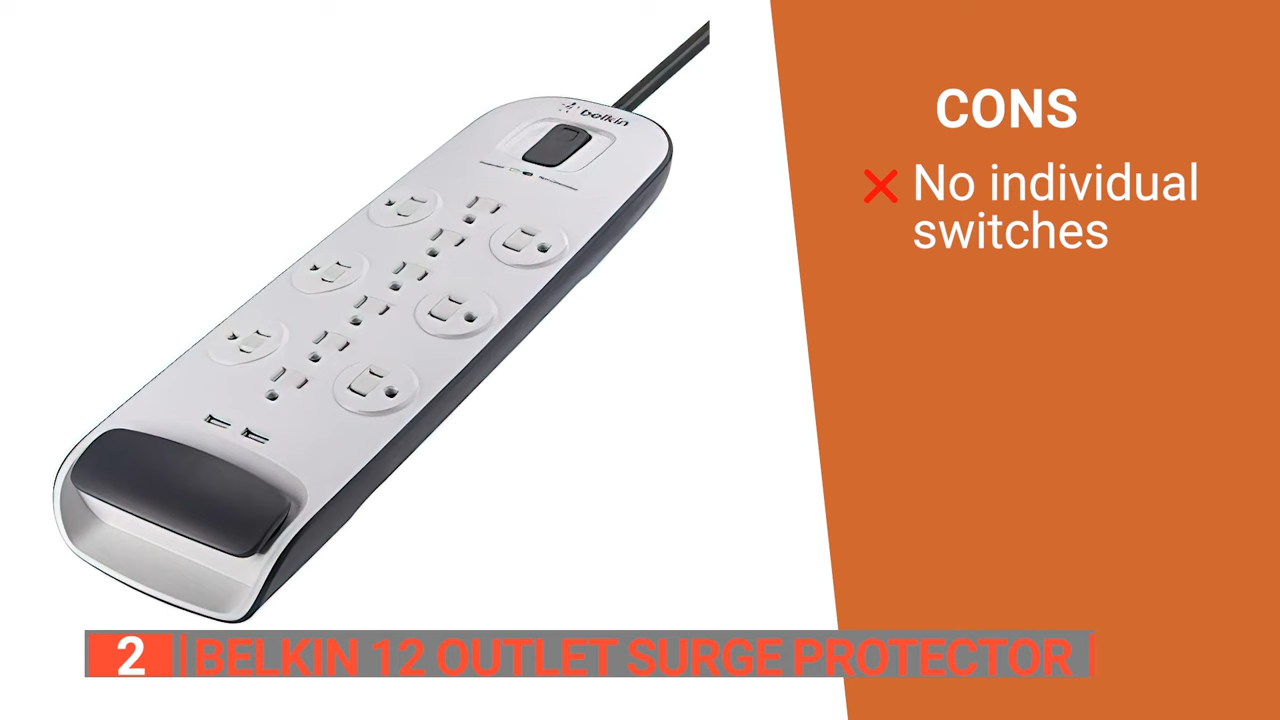 belkin
CONS
No individual
switches
2 BELKIN 12 OUTLET SURGE PROTECTOR